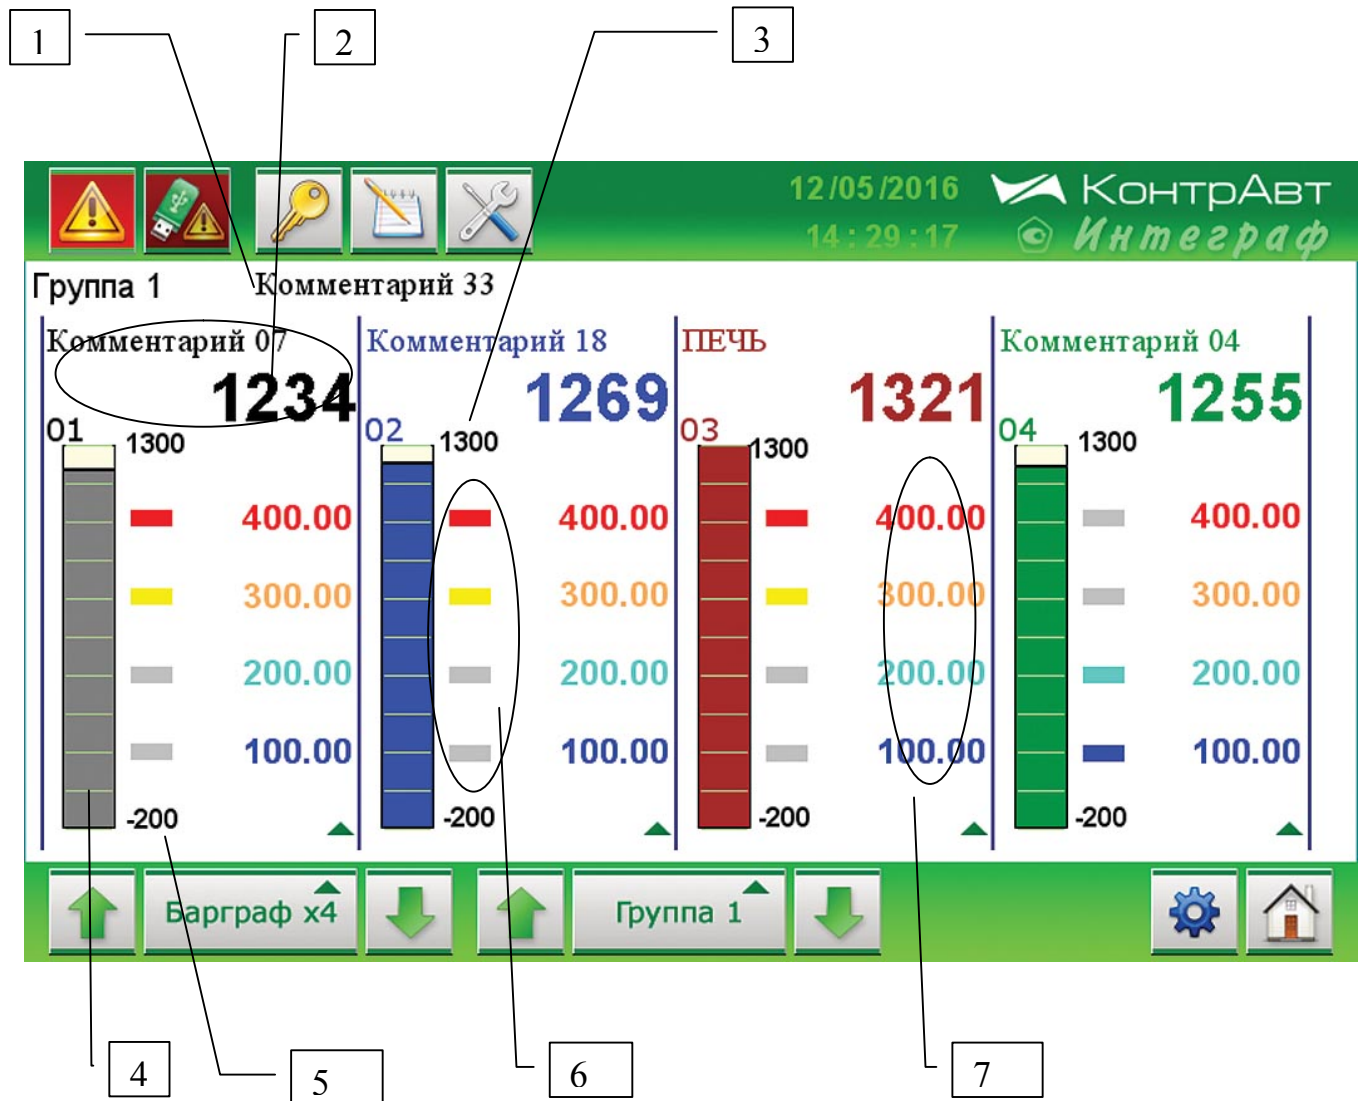 1 2 3
12/05/2016 КонтрАвт
14:29:17 Интеграф
Группа 1 Комментарий 33
Комментарий 07 Комментарий 18 ПЕЧЬ Комментарий 04
1234 1269 1321 1255
01 1300 02 1300 03 1300 04 1300
400.00 400.00 400.00 400.00
300.00 300.00 300.00 300.00
200.00 200.00 200.00 200.00
100.00 100.00 100.00 100.00
-200 -200 -200 -200
Барграф х4 Группа 1
4 5 6 7